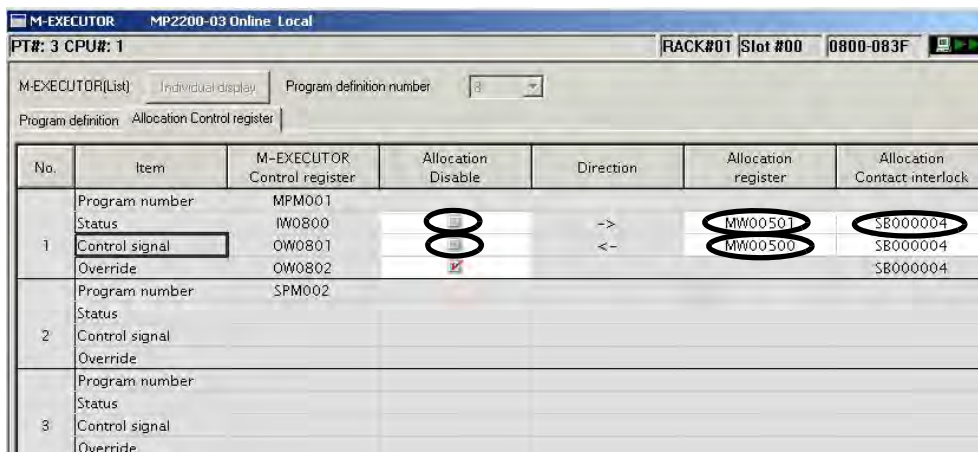 M-EXECUTOR MP2200-03 Online Local
PT#: 3 CPU#: 1 RACK#01 Slot #00 0800-083F
M-EXECUTOR(List) Individual display Program definition number 3
Program definition Allocation Control register
No. Item M-EXECUTOR Control register Allocation Disable Direction Allocation register Allocation Contact interlock
Program number MPM001
Status IW0800 -> MW00501 SB000004
1 Control signal OW0801 <- MW00500 SB000004
Override OW0802 SB000004
Program number SPM002
Status
2 Control signal
Override
Program number
Status
3 Control signal
Override